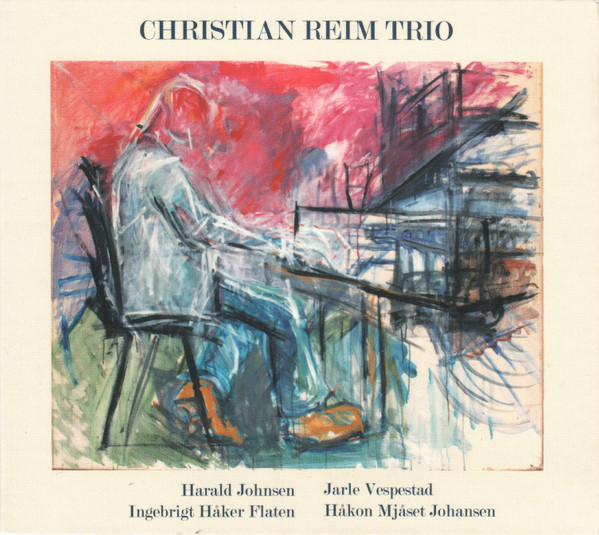 CHRISTIAN REIM TRIO
Harald Johnsen Jarle Vespestad
Ingebrigt Håker Flaten Håkon Mjåset Johansen